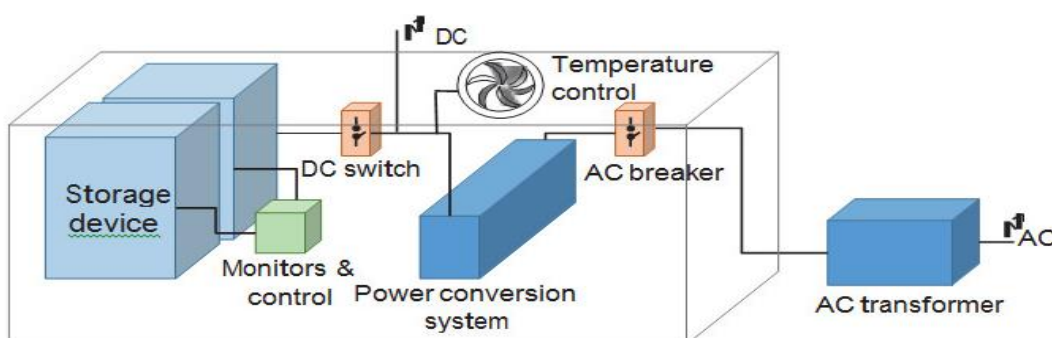 DC
Temperature
control
DC switch
AC breaker
Storage
device
Monitors &
control
Power conversion
system
AC
AC transformer